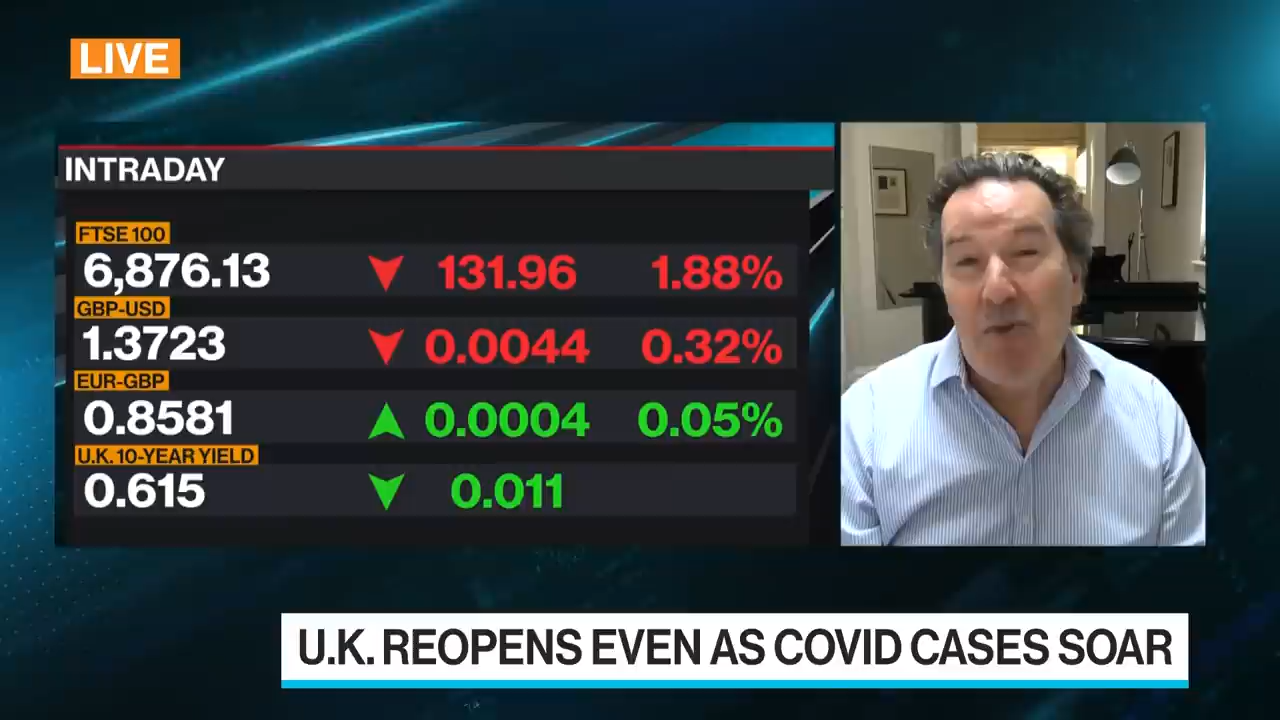 LIVE
INTRADAY
FTSE 100
6,876.13 ▼ 131.96 1.88%
GBP-USD
1.3723 ▼ 0.0044 0.32%
EUR-GBP
0.8581 ▲ 0.0004 0.05%
U.K. 10-YEAR YIELD
0.615 ▼ 0.011
U.K. REOPENS EVEN AS COVID CASES SOAR